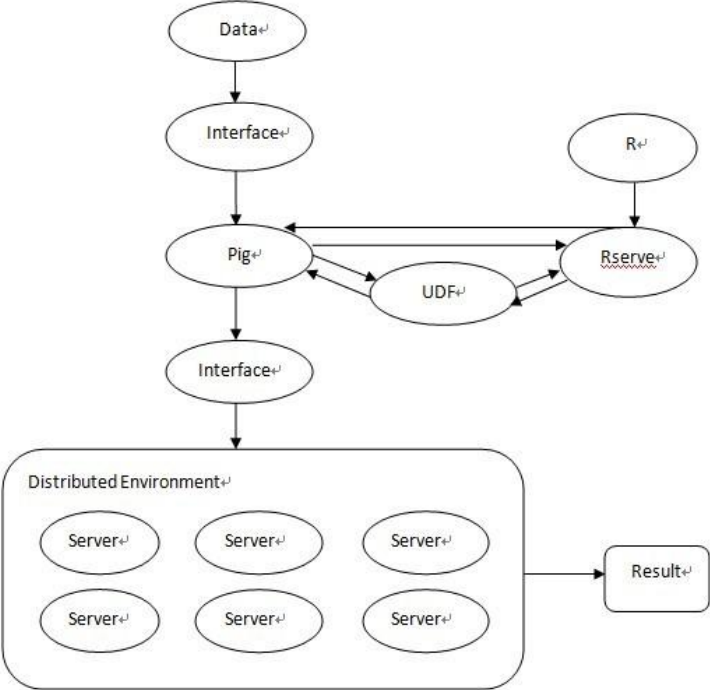 Data
Interface
R
Pig
Rserve
UDF
Interface
Distributed Environment
Server Server Server
Result
Server Server Server